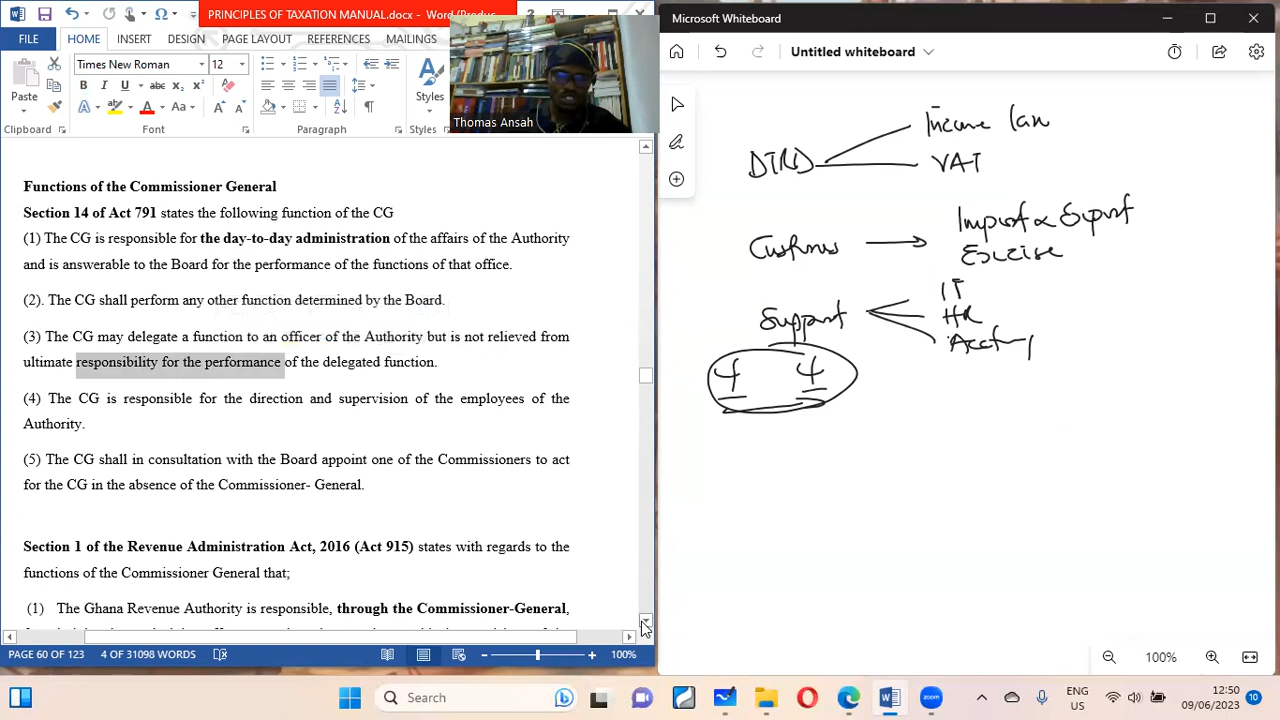 PRINCIPLES OF TAXATION MANUAL.docx - Word (Produc...
FILE HOME INSERT DESIGN PAGE LAYOUT REFERENCES MAILINGS
Times New Roman 12
Paste
Styles
Clipboard Font Paragraph Styles
Thomas Ansah
Functions of the Commissioner General
Section 14 of Act 791 states the following function of the CG
(1) The CG is responsible for the day-to-day administration of the affairs of the Authority
and is answerable to the Board for the performance of the functions of that office.
(2). The CG shall perform any other function determined by the Board.
(3) The CG may delegate a function to an officer of the Authority but is not relieved from
ultimate responsibility for the performance of the delegated function.
(4) The CG is responsible for the direction and supervision of the employees of the
Authority.
(5) The CG shall in consultation with the Board appoint one of the Commissioners to act
for the CG in the absence of the Commissioner- General.
Section 1 of the Revenue Administration Act, 2016 (Act 915) states with regards to the
functions of the Commissioner General that;
(1) The Ghana Revenue Authority is responsible, through the Commissioner-General,
PAGE 60 OF 123 4 OF 31098 WORDS 100%
Microsoft Whiteboard
Untitled whiteboard
DTRD
Income
VAT
Customs
Import & Export
Support
IT
HR
4 4
100%
Search
ENG
US
12:50
09/06/2023
10